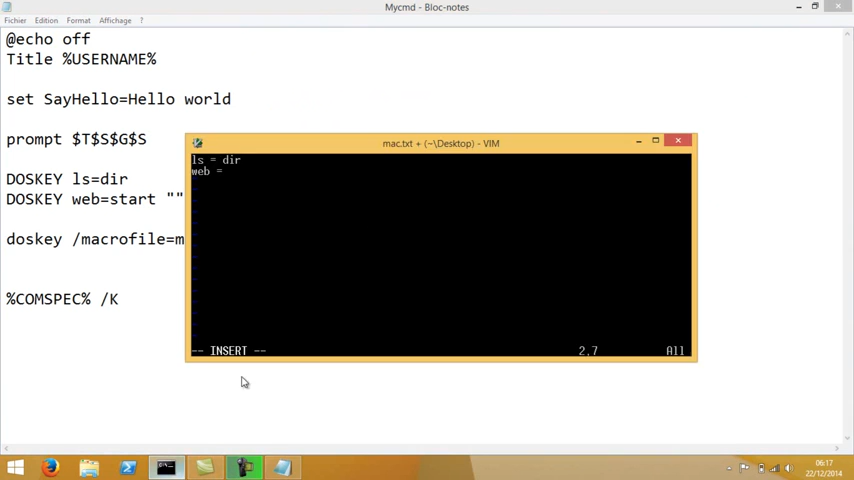 Mycmd - Bloc-notes
Fichier Edition Format Affichage ?
@echo off
Title %USERNAME%
set SayHello=Hello world
prompt $T$S$G$S
DOSKEY ls=dir
DOSKEY web=start ""
doskey /macrofile=m
%COMSPEC% /K
mac.txt + (~\Desktop) - VIM
ls = dir
web =
-- INSERT --
2,7
All
06:17
22/12/2014